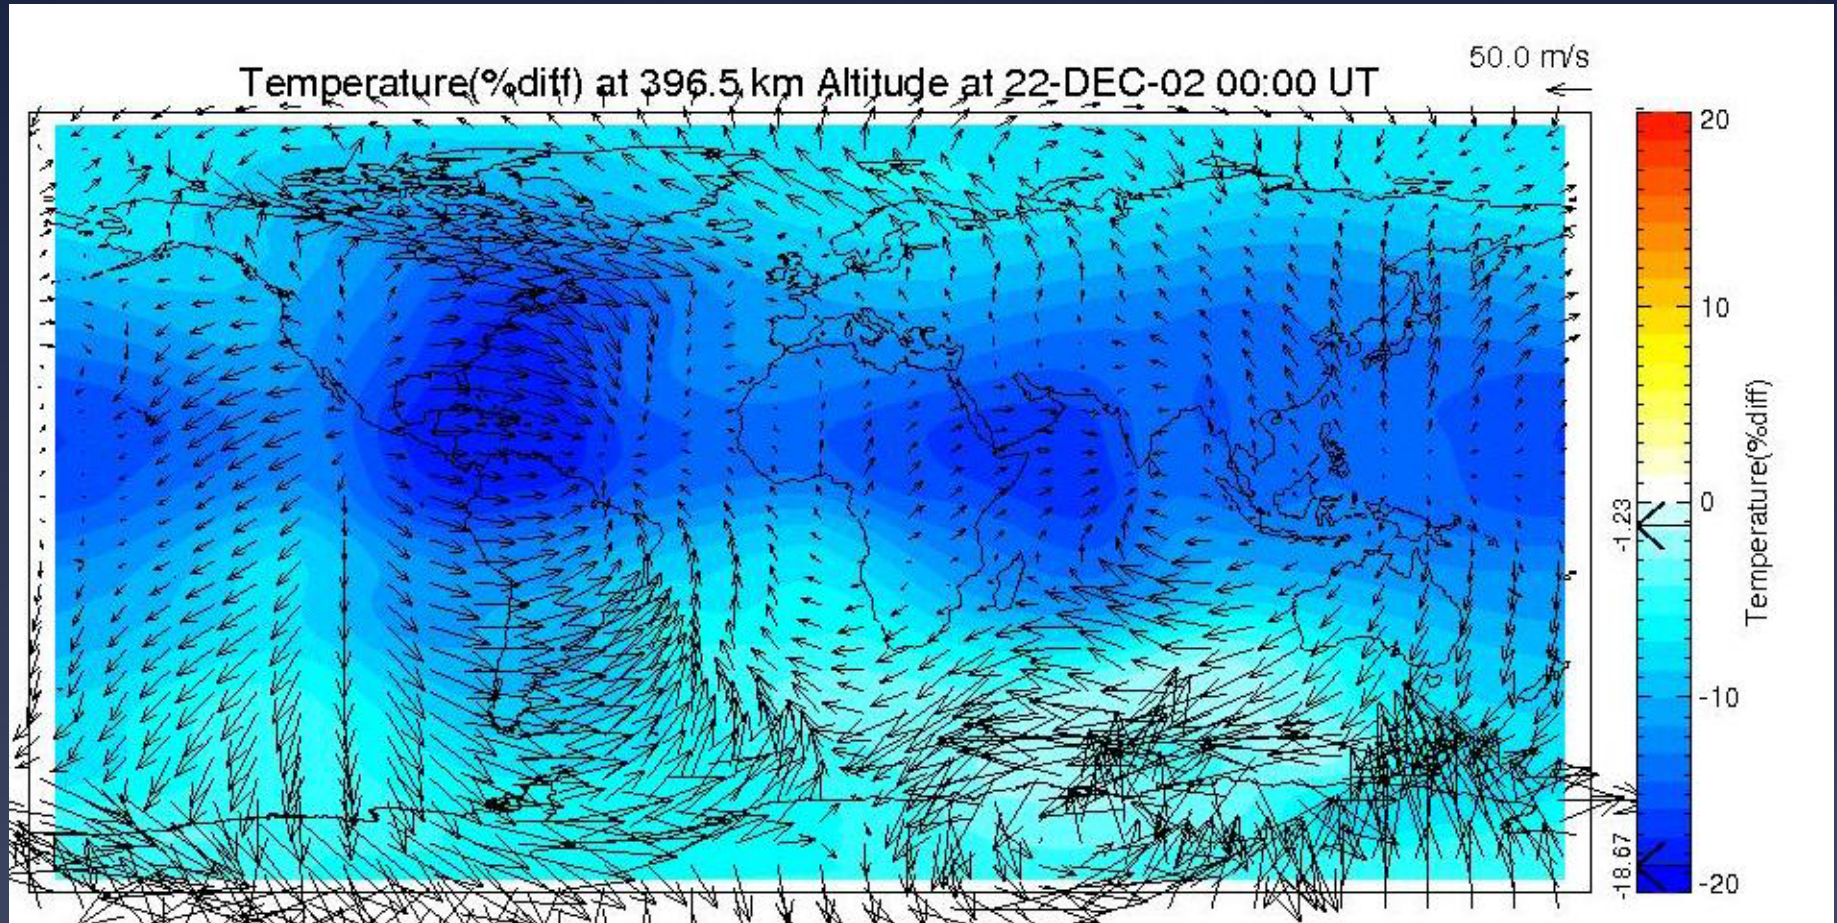 50.0 m/s
Temperature(%diff) at 396.5 km Altitude at 22-DEC-02 00:00 UT
20
10
0
-1.23
-10
-18.67
-20
Temperature(%diff)